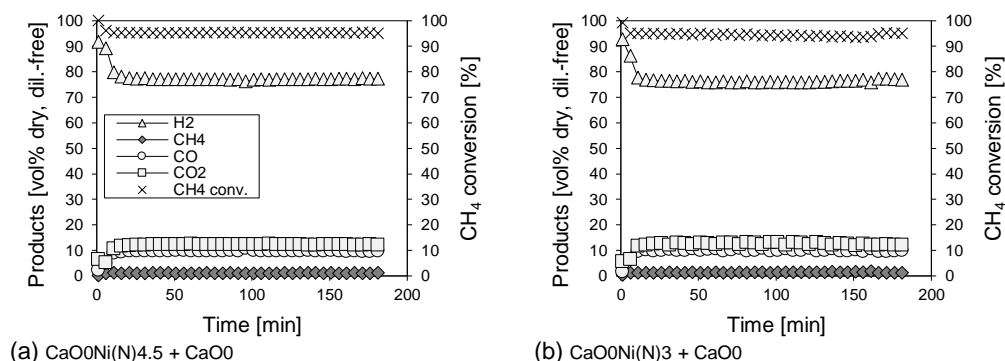 100
90
80
70
60
50
40
30
20
10
0
Products [vol% dry, dil.-free]
H2
CH4
CO
CO2
CH4 conv.
100
90
80
70
60
50
40
30
20
10
0
CH4 conversion [%]
0 50 100 150 200
Time [min]
(a) CaO0Ni(N)4.5 + CaO0
100
90
80
70
60
50
40
30
20
10
0
Products [vol% dry, dil.-free]
100
90
80
70
60
50
40
30
20
10
0
CH4 conversion [%]
0 50 100 150 200
Time [min]
(b) CaO0Ni(N)3 + CaO0